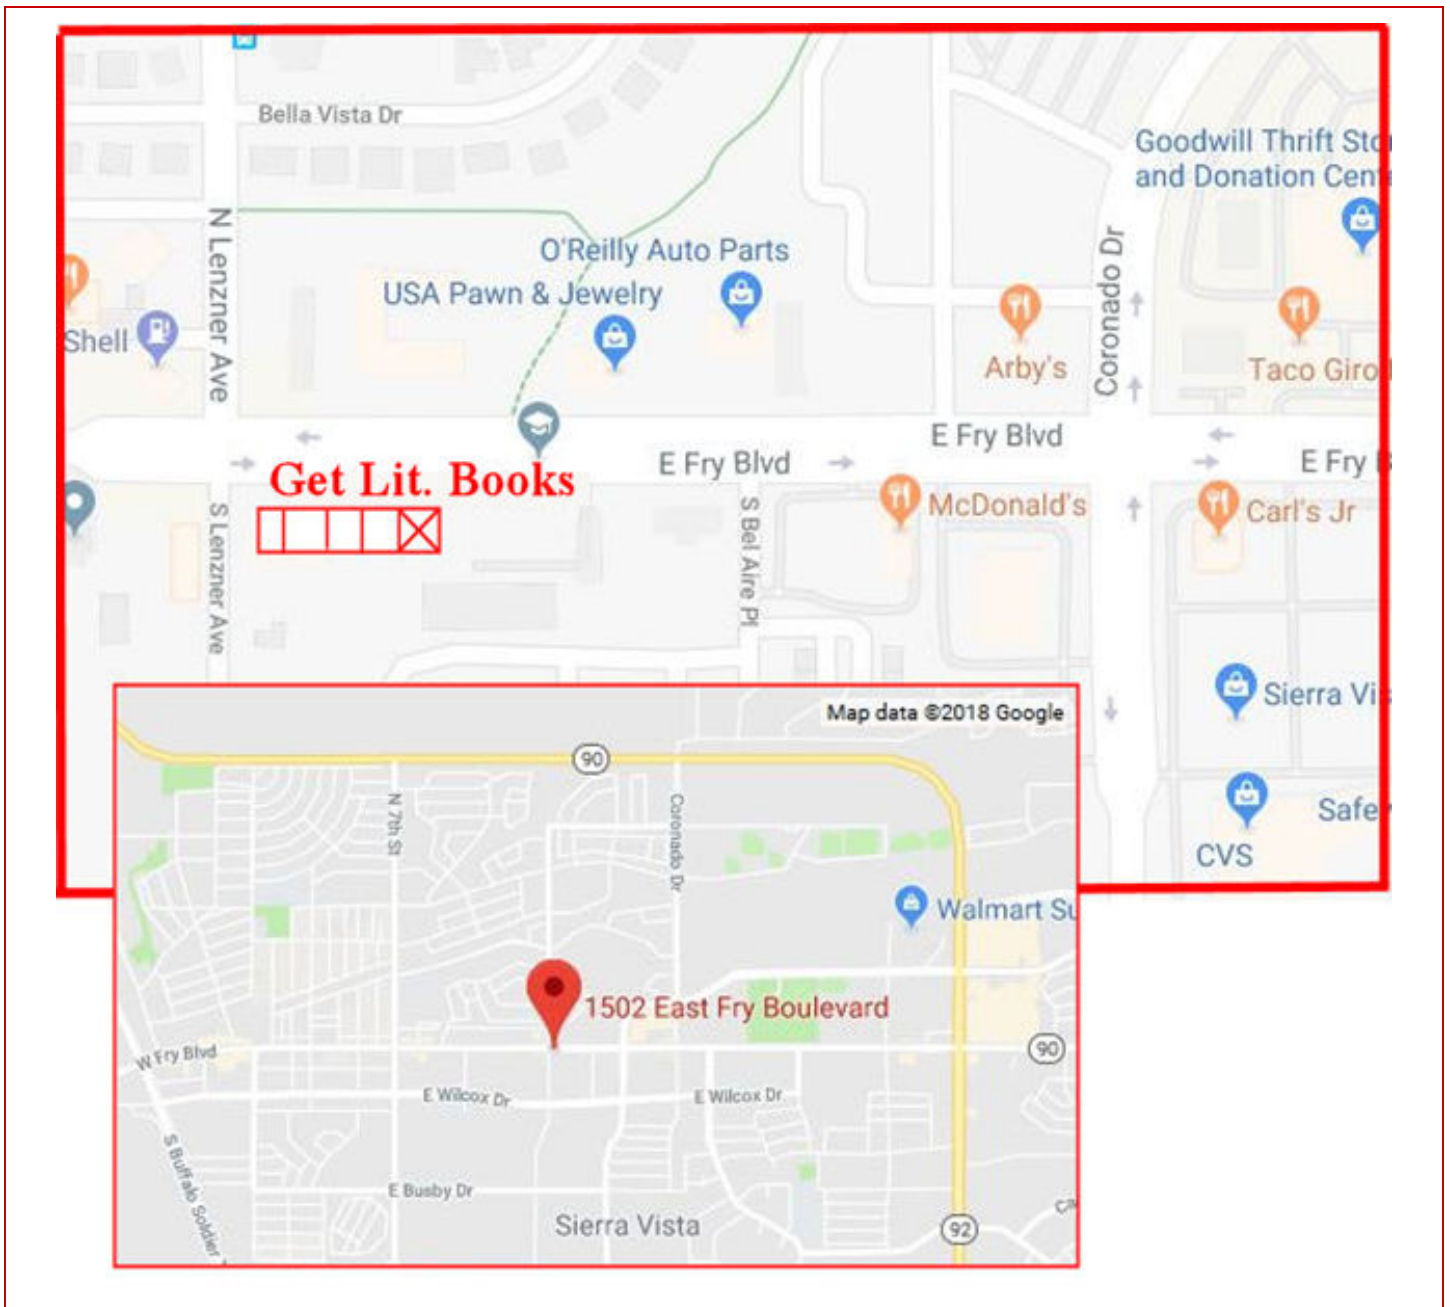 Bella Vista Dr
Goodwill Thrift Sto
and Donation Cent
N Lenzner Ave
O'Reilly Auto Parts
USA Pawn & Jewelry
Coronado Dr
Shell
Arby's
Taco Giro
E Fry Blvd
E Fry Blvd
E Fry B
Get Lit. Books
McDonald's
Carl's Jr
S Lenzner Ave
S Bel Aire Pl
Sierra Vis
Safew
CVS
Map data ©2018 Google
90
N 7th St
Coronado Dr
Walmart Su
1502 East Fry Boulevard
W Fry Blvd
90
E Wilcox Dr
E Wilcox Dr
S Buffalo Soldier T
E Busby Dr
Sierra Vista
92